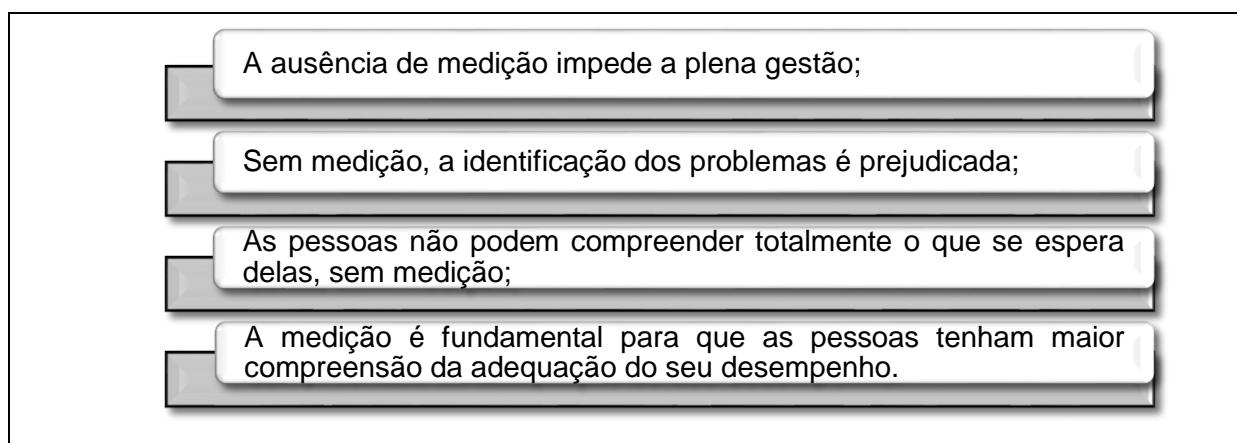 A ausência de medição impede a plena gestão;
Sem medição, a identificação dos problemas é prejudicada;
As pessoas não podem compreender totalmente o que se espera
delas, sem medição;
A medição é fundamental para que as pessoas tenham maior
compreensão da adequação do seu desempenho.